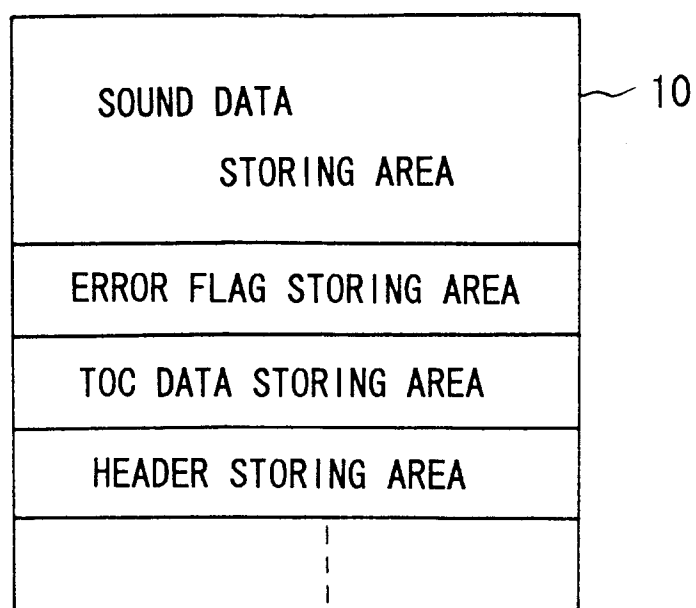 SOUND DATA
STORING AREA
10
ERROR FLAG STORING AREA
TOC DATA STORING AREA
HEADER STORING AREA